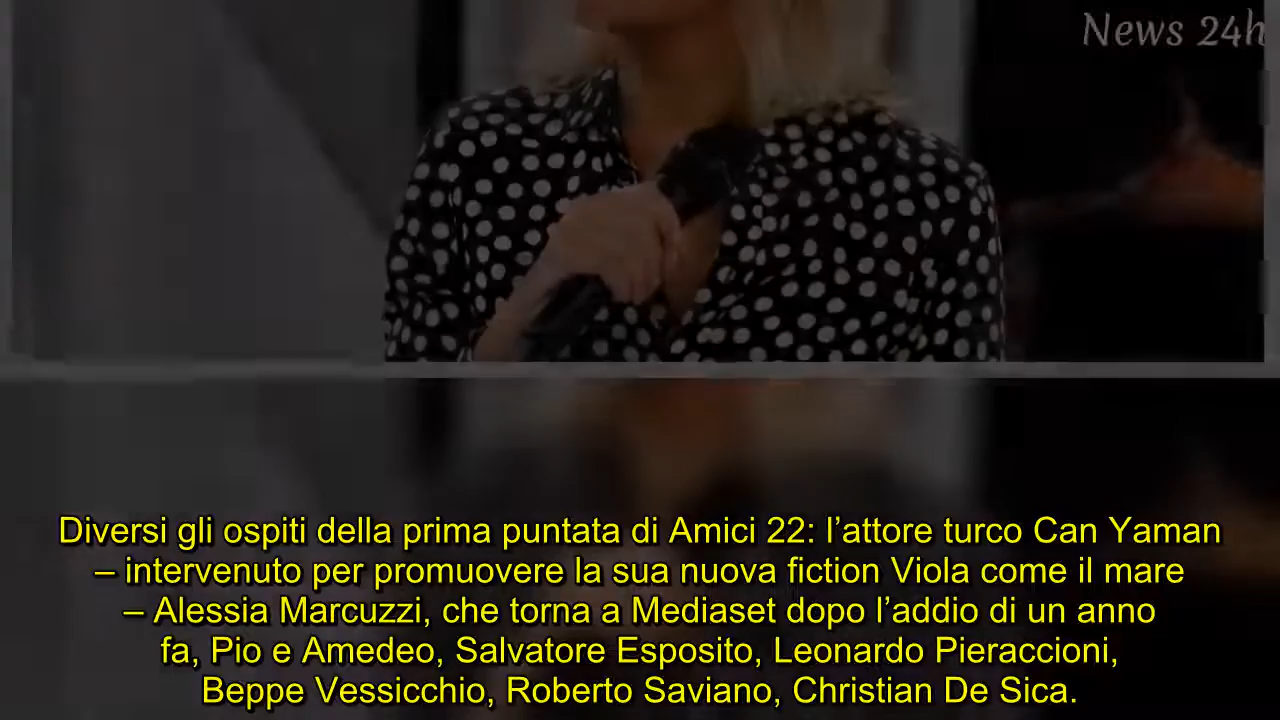 News 24h
Diversi gli ospiti della prima puntata di Amici 22: l’attore turco Can Yaman
– intervenuto per promuovere la sua nuova fiction Viola come il mare
– Alessia Marcuzzi, che torna a Mediaset dopo l’addio di un anno
fa, Pio e Amedeo, Salvatore Esposito, Leonardo Pieraccioni,
Beppe Vessicchio, Roberto Saviano, Christian De Sica.